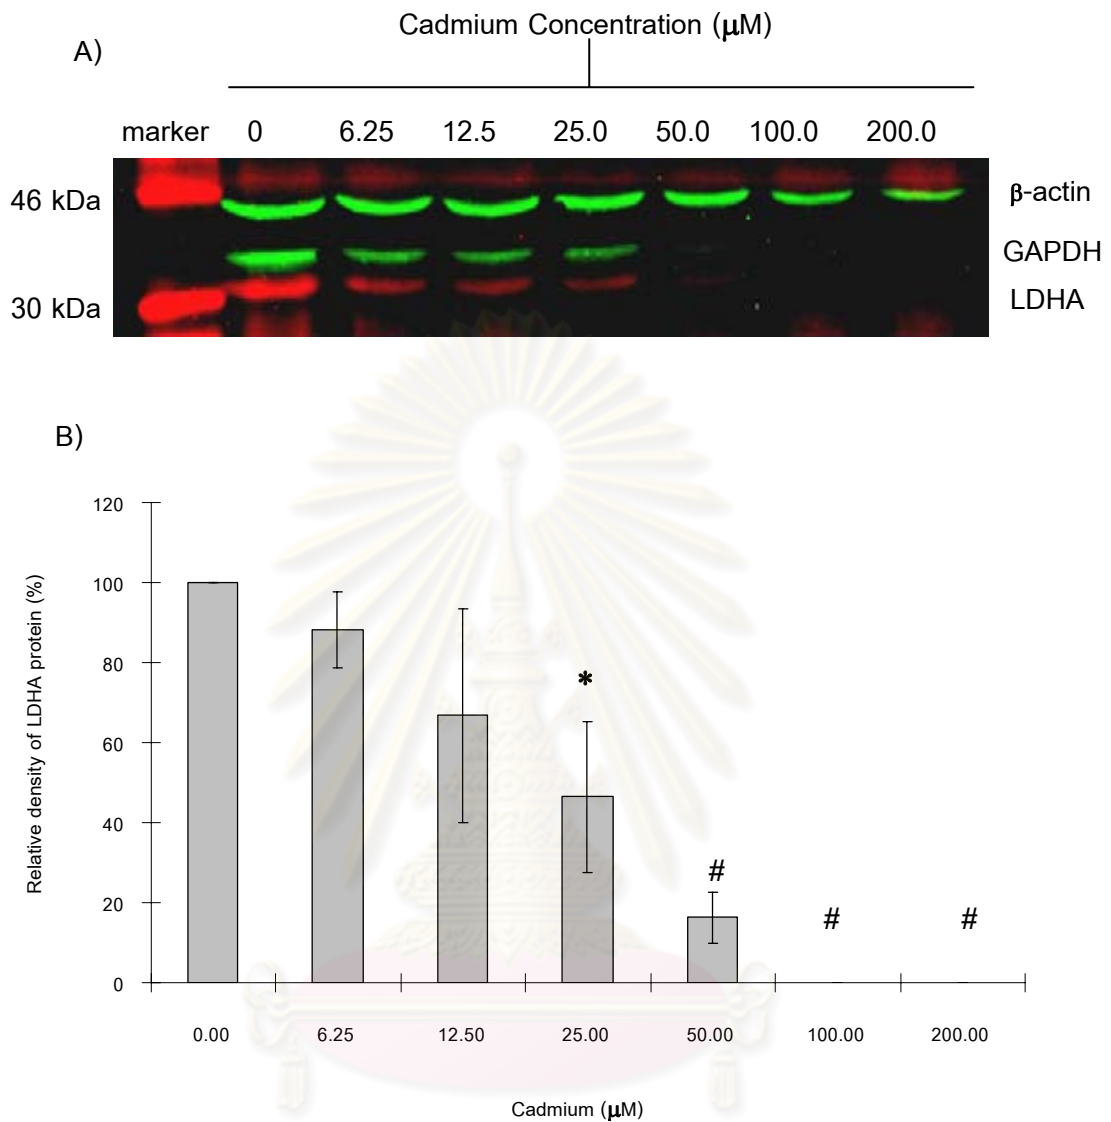 Cadmium Concentration (μM)
A)
marker 0 6.25 12.5 25.0 50.0 100.0 200.0
46 kDa
β-actin
GAPDH
30 kDa
LDHA
B)
120
100
80
60
40
20
0
Relative density of LDHA protein (%)
*
#
#
#
0.00 6.25 12.50 25.00 50.00 100.00 200.00
Cadmium (μM)